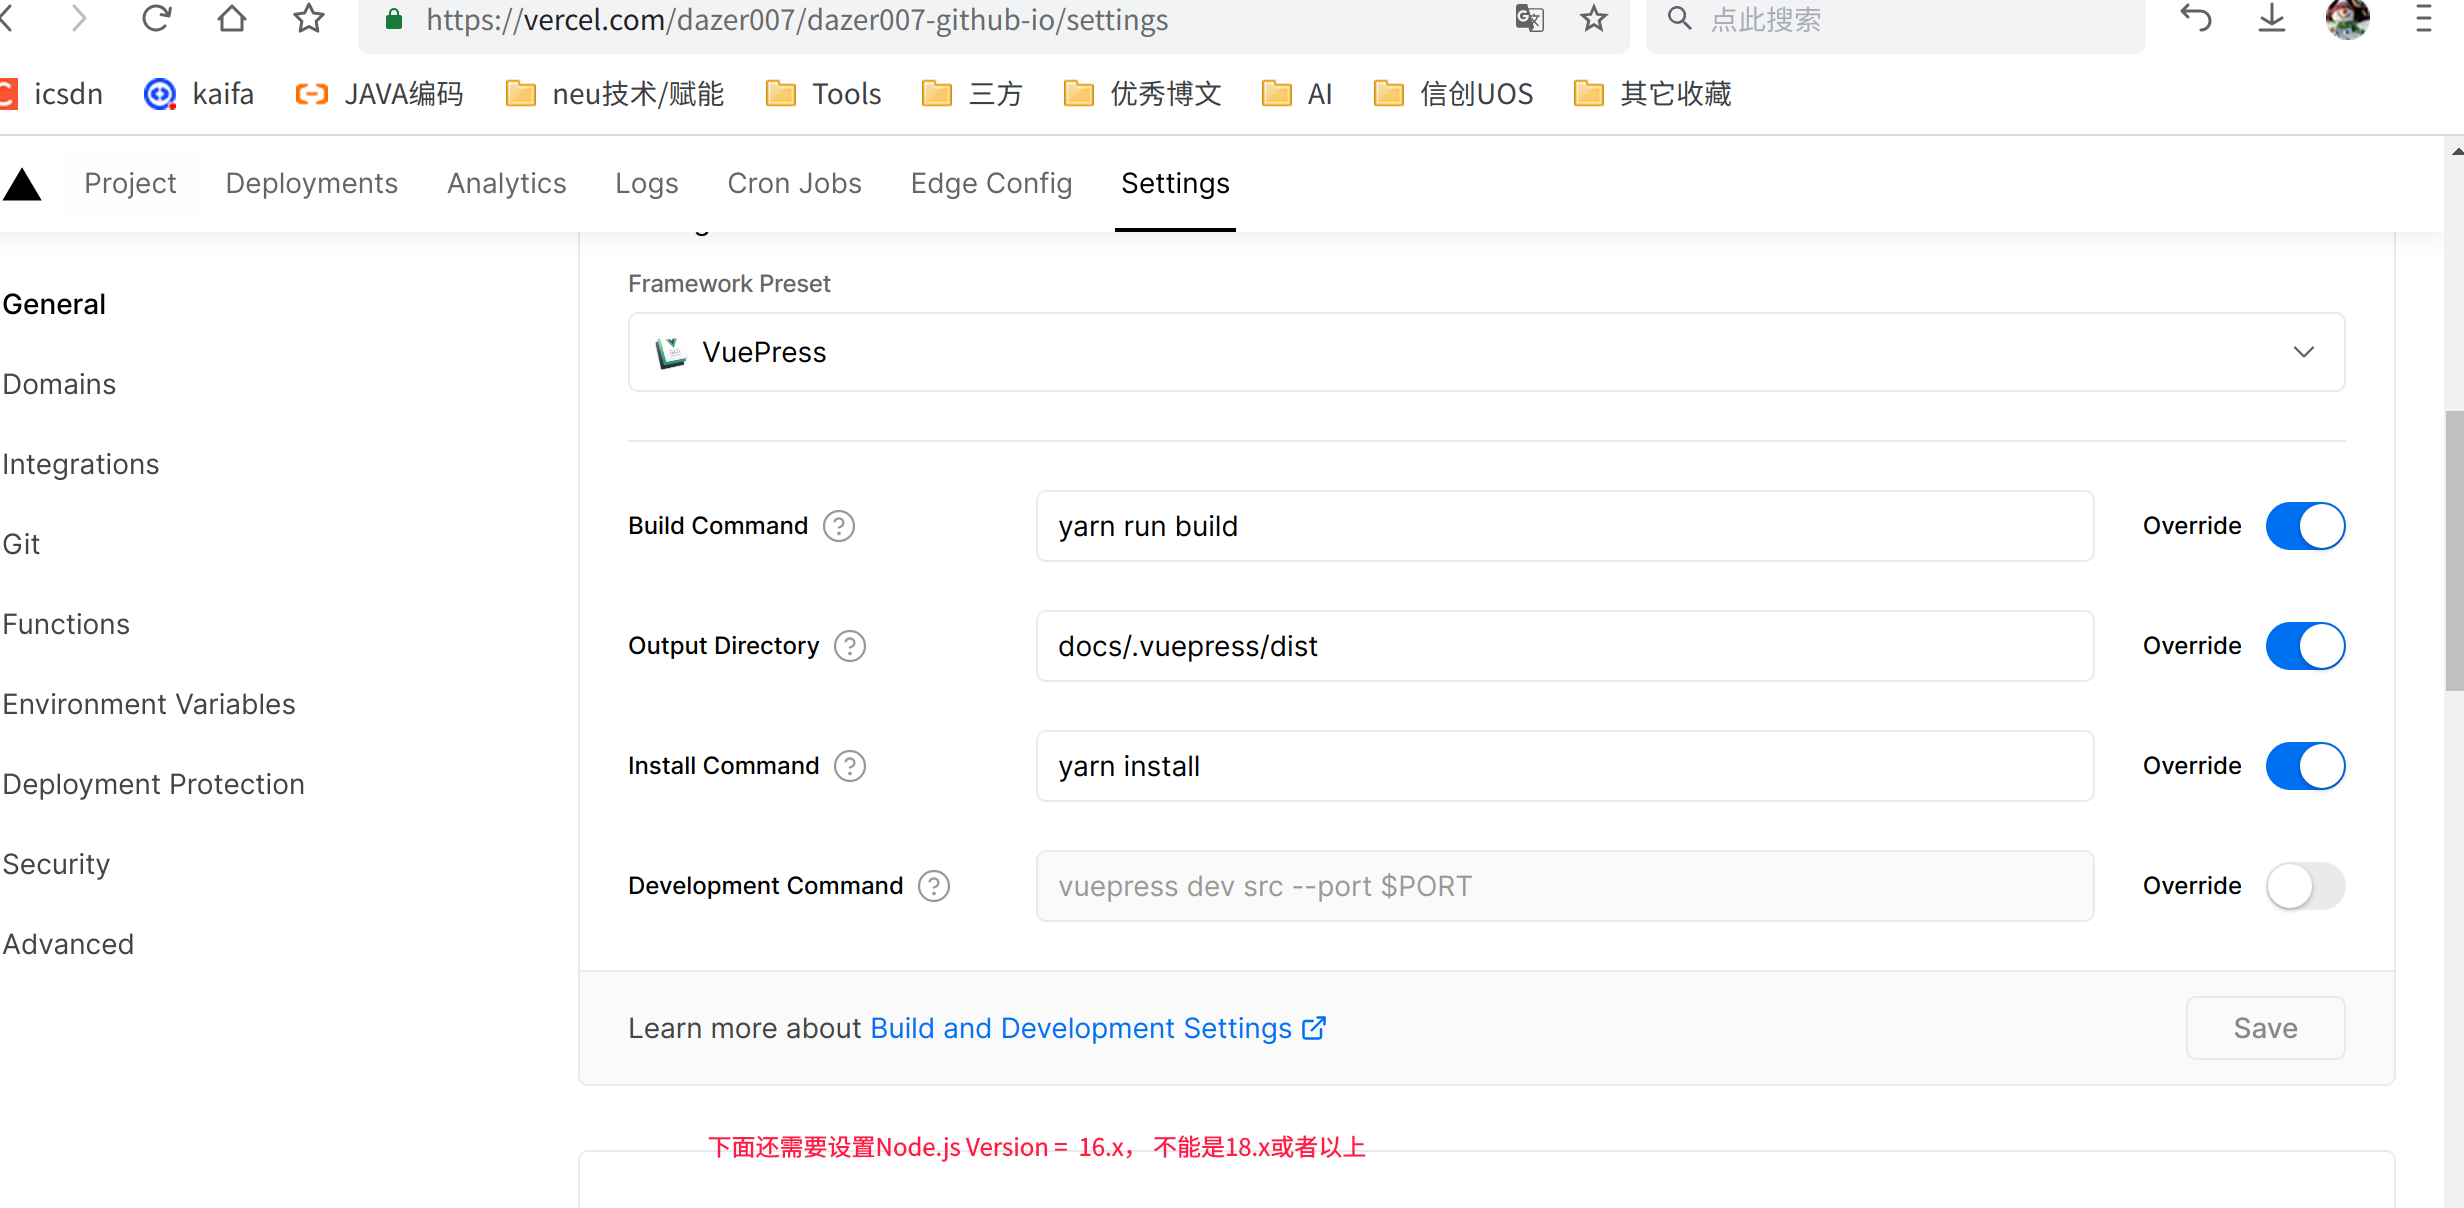 https://vercel.com/dazer007/dazer007-github-io/settings
点此搜索
icsdn kaifa JAVA编码 neu技术/赋能 Tools 三方 优秀博文 AI 信创UOS 其它收藏
Project Deployments Analytics Logs Cron Jobs Edge Config Settings
General
Domains
Integrations
Git
Functions
Environment Variables
Deployment Protection
Security
Advanced
Framework Preset
VuePress
Build Command ? yarn run build Override
Output Directory ? docs/.vuepress/dist Override
Install Command ? yarn install Override
Development Command ? vuepress dev src --port $PORT Override
Learn more about Build and Development Settings Save
下面还需要设置Node.js Version = 16.x， 不能是18.x或者以上